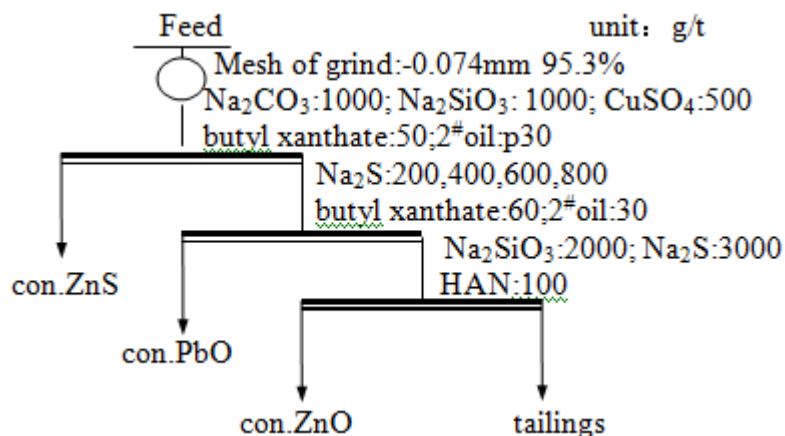 Feed unit: g/t
Mesh of grind:-0.074mm 95.3%
Na₂CO₃:1000; Na₂SiO₃: 1000; CuSO₄:500
butyl xanthate:50;2#oil:p30
Na₂S:200,400,600,800
butyl xanthate:60;2#oil:30
Na₂SiO₃:2000; Na₂S:3000
HAN:100
con.ZnS
con.PbO
con.ZnO tailings